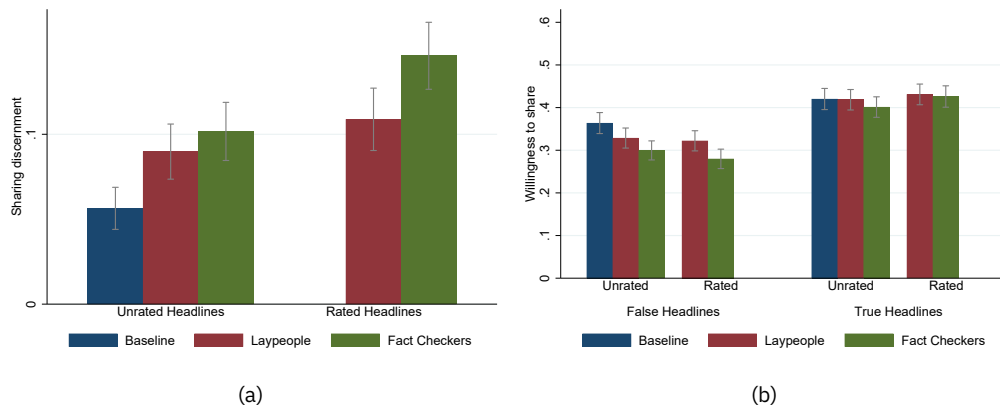 Sharing discernment
.1
0
Unrated Headlines Rated Headlines
Baseline Laypeople Fact Checkers
(a)
Willingness to share
.6
.5
.4
.3
.2
.1
0
Unrated Rated Unrated Rated
False Headlines True Headlines
Baseline Laypeople Fact Checkers
(b)